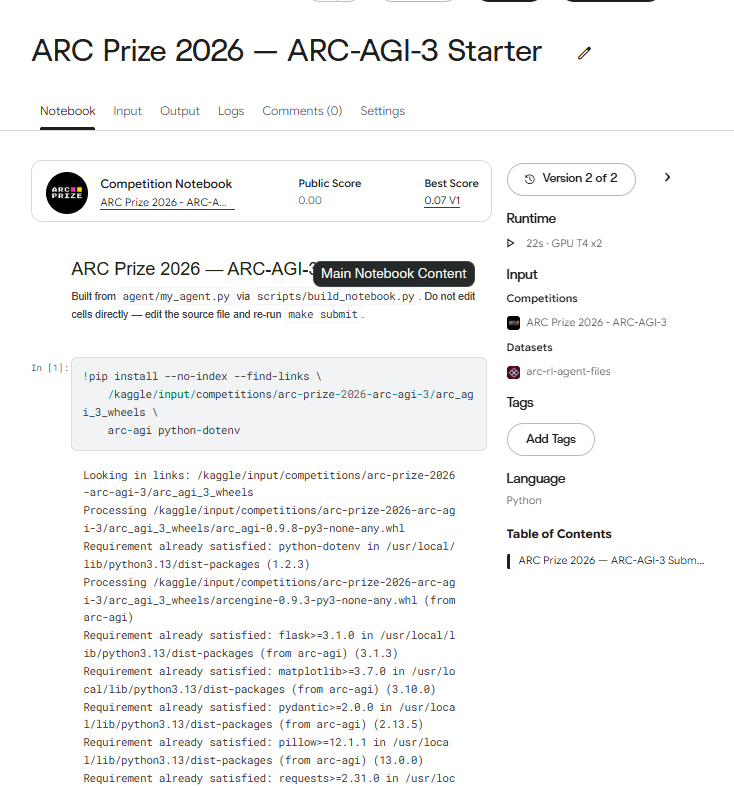 ARC Prize 2026 — ARC-AGI-3 Starter
Notebook
Input
Output
Logs
Comments (0)
Settings
ARC
PRIZE
Competition Notebook
ARC Prize 2026 - ARC-A...
Public Score
0.00
Best Score
0.07 V1
Version 2 of 2
ARC Prize 2026 — ARC-AGI-3
Main Notebook Content
Built from agent/my_agent.py via scripts/build_notebook.py . Do not edit
cells directly — edit the source file and re-run make submit .
In [1]:
!pip install --no-index --find-links \
/kaggle/input/competitions/arc-prize-2026-arc-agi-3/arc_ag
i_3_wheels \
arc-agi python-dotenv
Looking in links: /kaggle/input/competitions/arc-prize-2026
-arc-agi-3/arc_agi_3_wheels
Processing /kaggle/input/competitions/arc-prize-2026-arc-ag
i-3/arc_agi_3_wheels/arc_agi-0.9.8-py3-none-any.whl
Requirement already satisfied: python-dotenv in /usr/local/
lib/python3.13/dist-packages (1.2.3)
Processing /kaggle/input/competitions/arc-prize-2026-arc-ag
i-3/arc_agi_3_wheels/arcengine-0.9.3-py3-none-any.whl (from
arc-agi)
Requirement already satisfied: flask>=3.1.0 in /usr/local/l
ib/python3.13/dist-packages (from arc-agi) (3.1.3)
Requirement already satisfied: matplotlib>=3.7.0 in /usr/lo
cal/lib/python3.13/dist-packages (from arc-agi) (3.10.0)
Requirement already satisfied: pydantic>=2.0.0 in /usr/loca
l/lib/python3.13/dist-packages (from arc-agi) (2.13.5)
Requirement already satisfied: pillow>=12.1.1 in /usr/loca
l/lib/python3.13/dist-packages (from arc-agi) (13.0.0)
Requirement already satisfied: requests>=2.31.0 in /usr/loc
Runtime
22s · GPU T4 x2
Input
Competitions
ARC Prize 2026 - ARC-AGI-3
Datasets
arc-rl-agent-files
Tags
Add Tags
Language
Python
Table of Contents
ARC Prize 2026 — ARC-AGI-3 Subm...